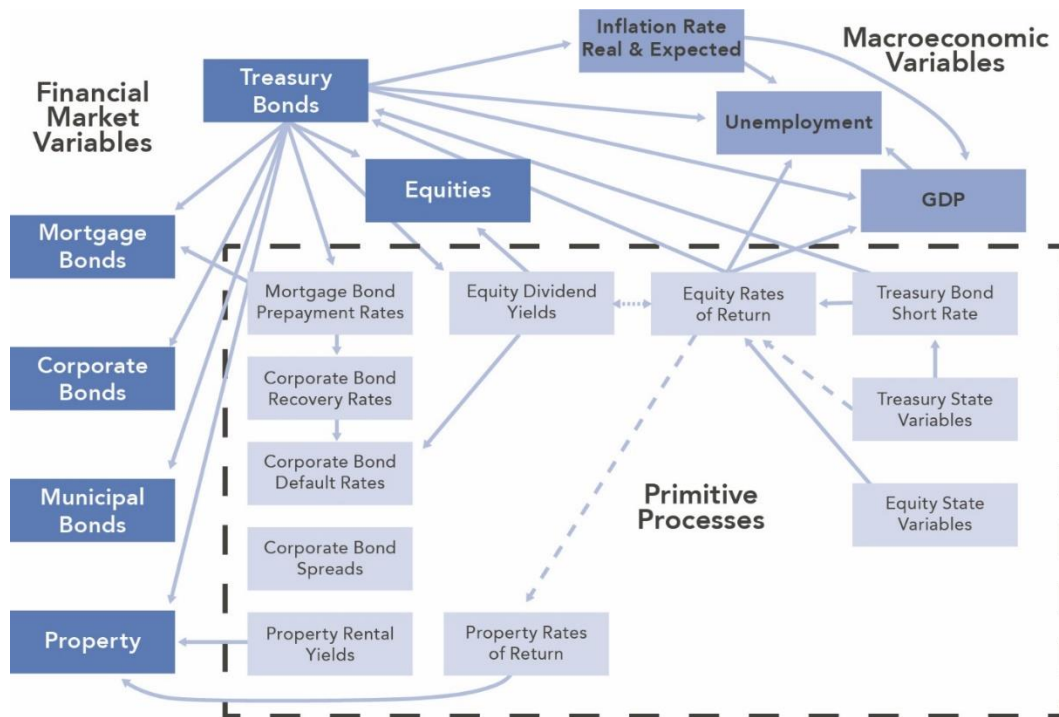 Inflation Rate
Real & Expected
Macroeconomic
Variables
Treasury
Bonds
Financial
Market
Variables
Unemployment
Equities
GDP
Mortgage
Bonds
Mortgage Bond
Prepayment Rates
Equity Dividend
Yields
Equity Rates
of Return
Treasury Bond
Short Rate
Corporate
Bonds
Corporate Bond
Recovery Rates
Treasury State
Variables
Corporate Bond
Default Rates
Municipal
Bonds
Primitive
Processes
Equity State
Variables
Corporate Bond
Spreads
Property
Property Rental
Yields
Property Rates
of Return